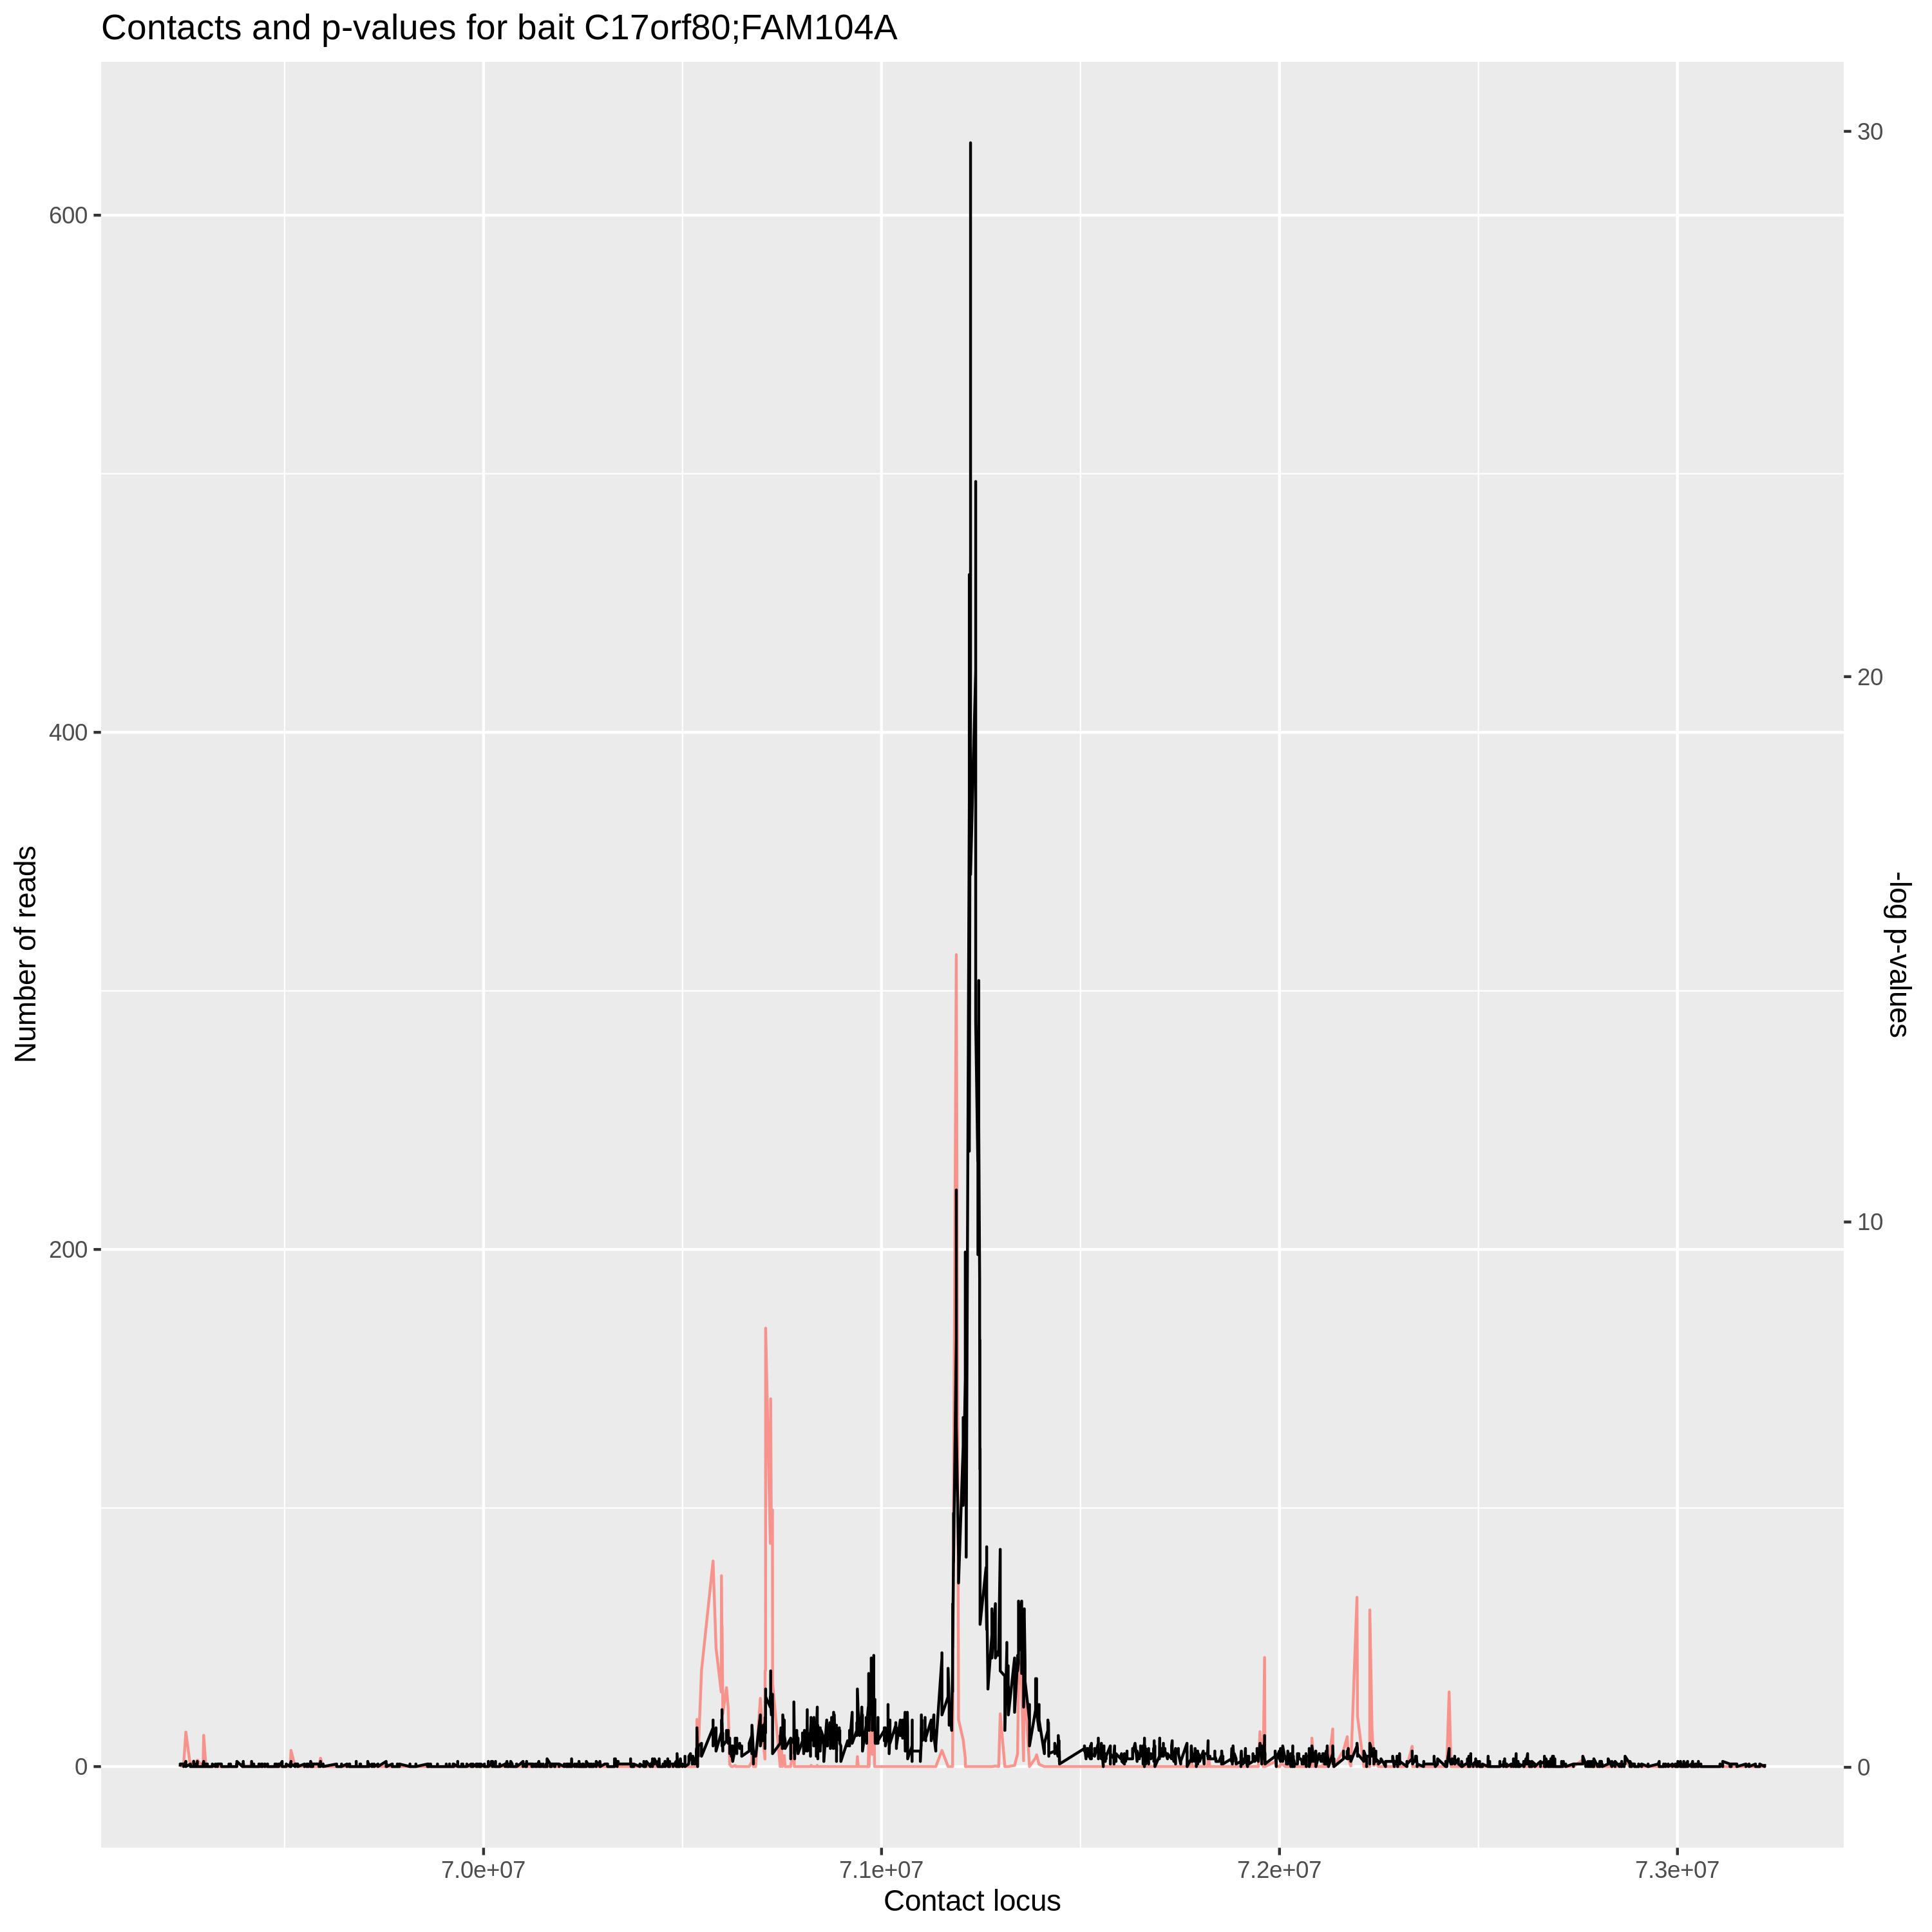 Contacts and p-values for bait C17orf80;FAM104A
Number of reads
600
400
200
0
30
20
10
0
-log p-values
7.0e+07
7.1e+07
7.2e+07
7.3e+07
Contact locus